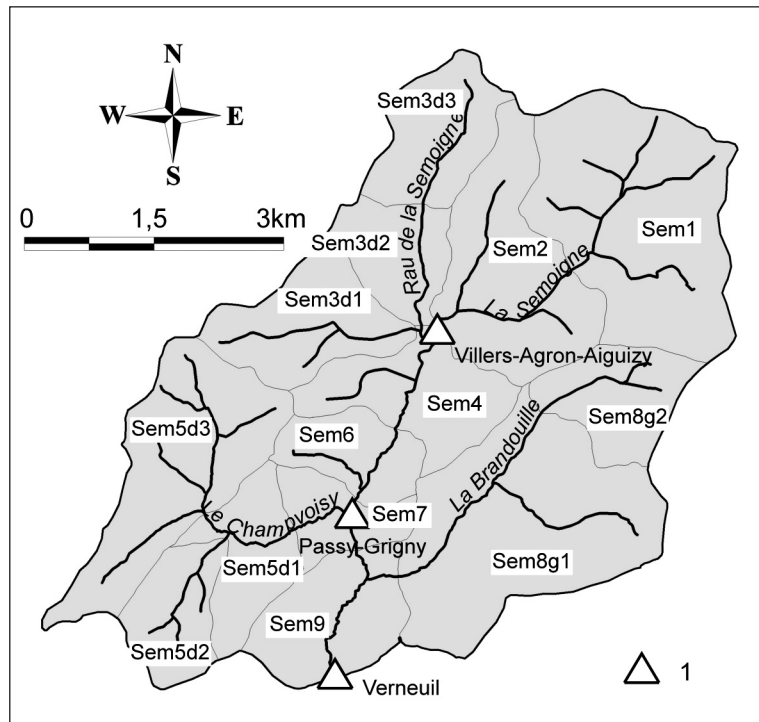 N
W E
S
0 1,5 3km
Sem3d3
Rau de la Semoigne
Sem3d2
Sem2
Sem1
Le Semoigne
Sem3d1
Villers-Agron-Aiguizy
Sem4
Sem5d3
Sem6
La Brandouille
Sem8g2
Le Champvoisy
Sem7
Passy-Grigny
Sem5d1
Sem8g1
Sem9
Sem5d2
Verneuil
1